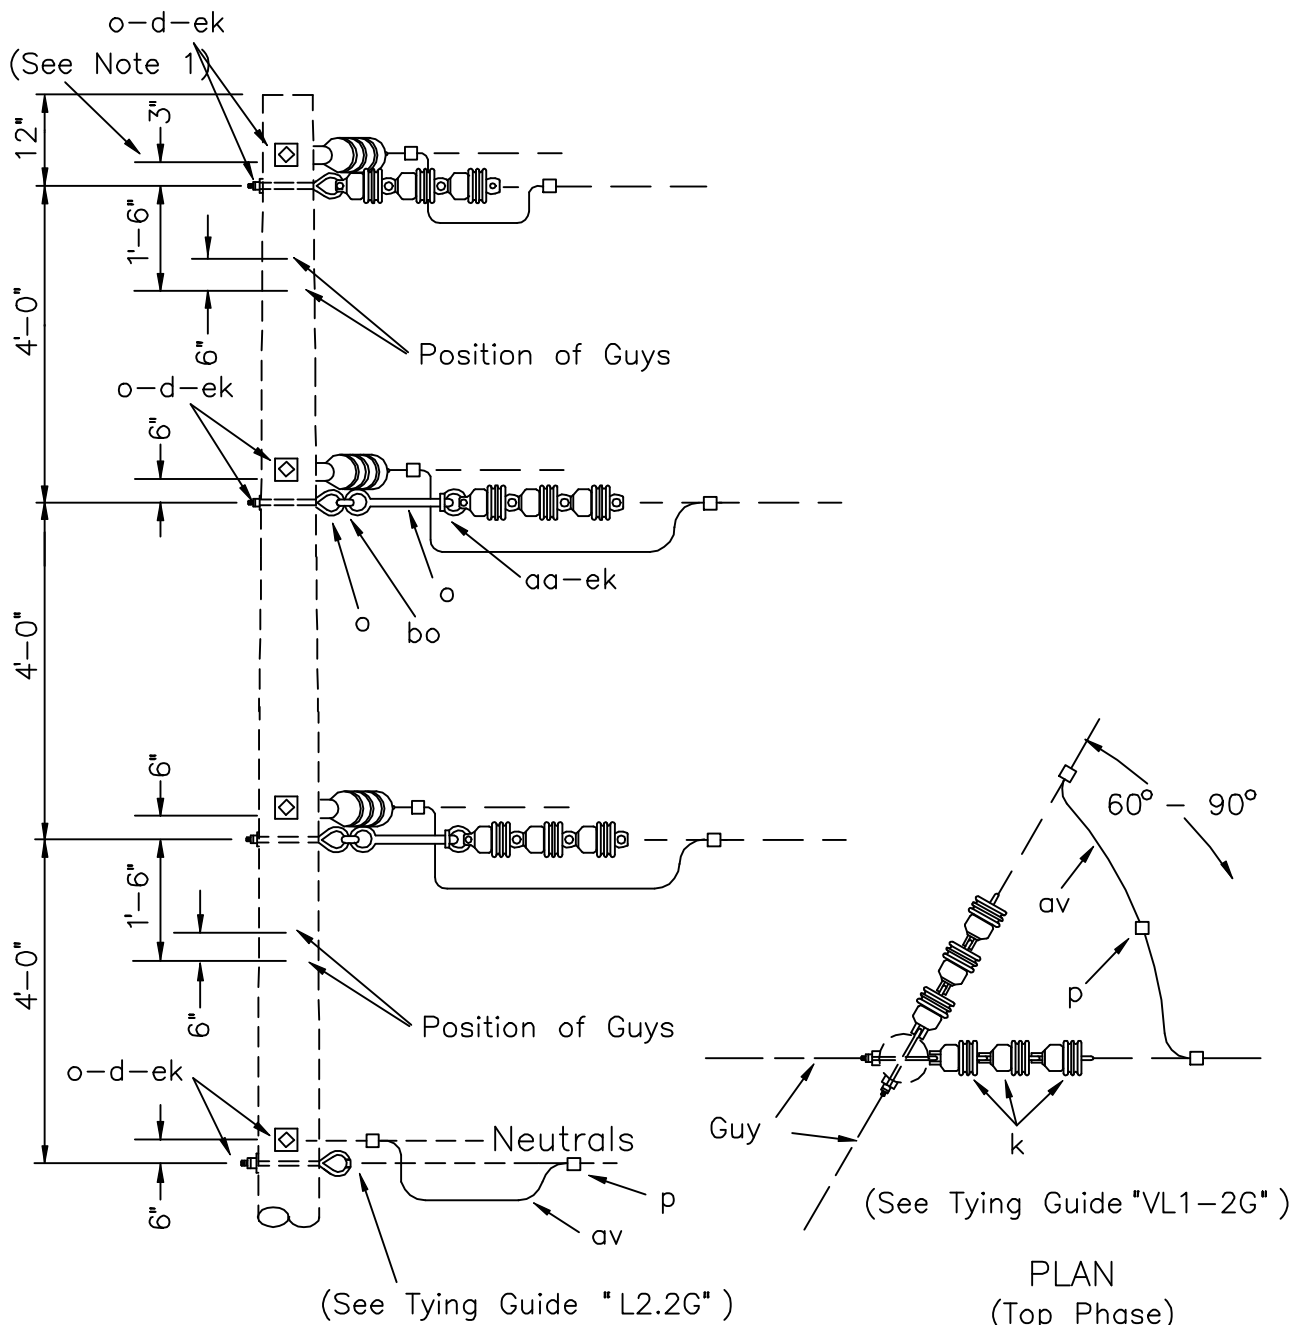 o-d-ek
(See Note 1)
12"
3"
1'-6"
4'-0"
6"
Position of Guys
o-d-ek
6"
o
o
bo
aa-ek
4'-0"
6"
1'-6"
4'-0"
6"
Position of Guys
o-d-ek
6"
Neutrals
p
av
(See Tying Guide "L2.2G")
60° - 90°
av
p
Guy
k
(See Tying Guide "VL1-2G")
PLAN
(Top Phase)